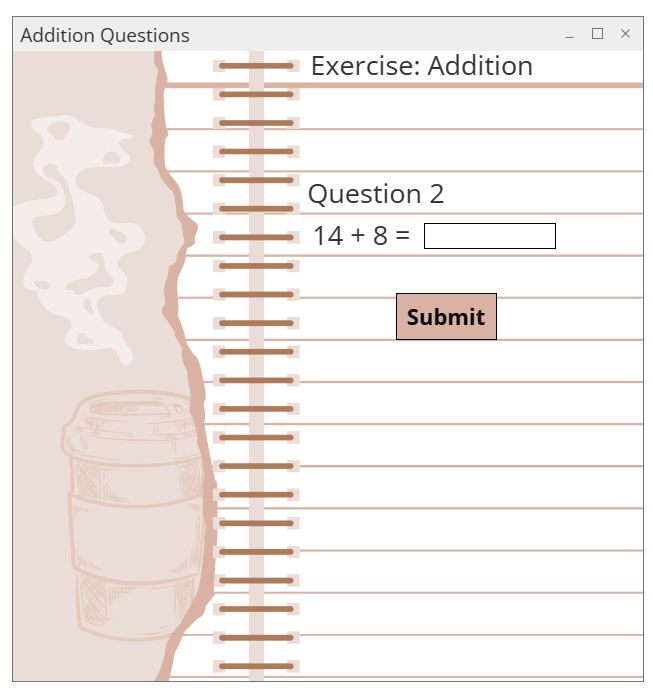 Addition Questions
Exercise: Addition
Question 2
14 + 8 =
Submit